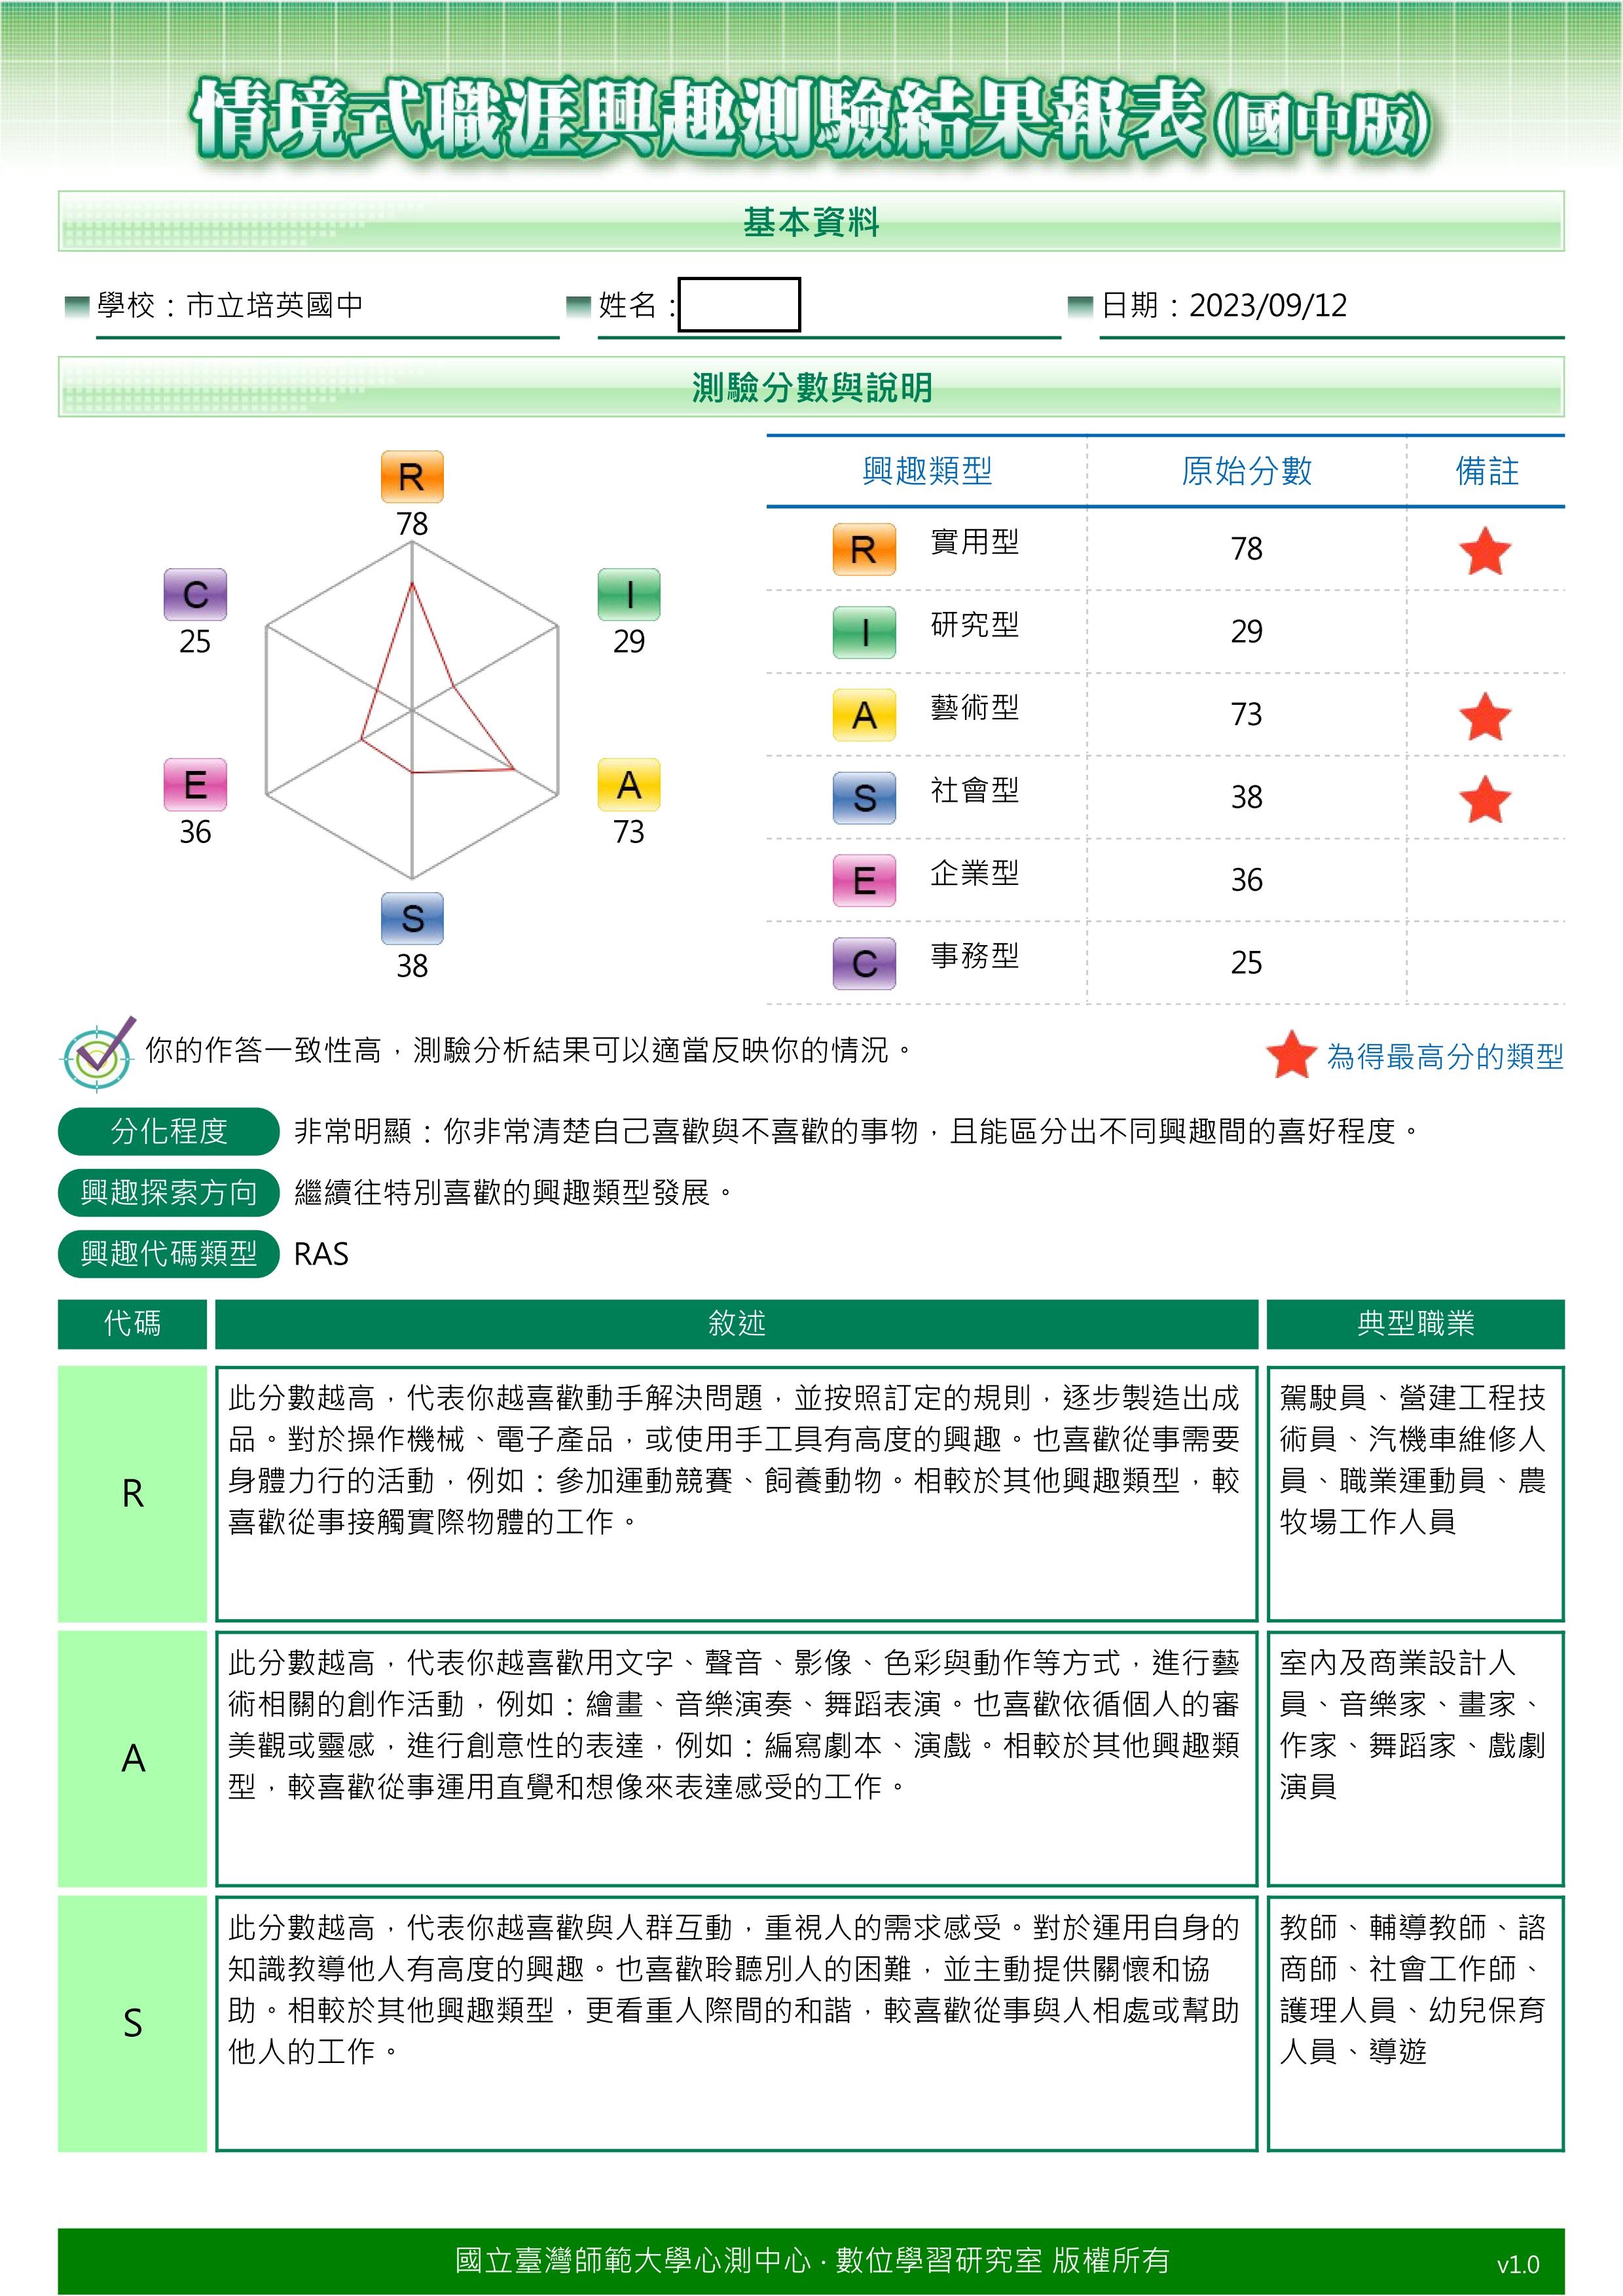 情境式職涯興趣測驗結果報表(國中版)
基本資料
學校：市立培英國中
姓名：
日期：2023/09/12
測驗分數與說明
R
78
C
25
I
29
E
36
A
73
S
38
興趣類型 原始分數 備註
R 實用型 78
I 研究型 29
A 藝術型 73
S 社會型 38
E 企業型 36
C 事務型 25
你的作答一致性高，測驗分析結果可以適當反映你的情況。
為得最高分的類型
分化程度 非常明顯：你非常清楚自己喜歡與不喜歡的事物，且能區分出不同興趣間的喜好程度。
興趣探索方向 繼續往特別喜歡的興趣類型發展。
興趣代碼類型 RAS
代碼 敘述 典型職業
R
此分數越高，代表你越喜歡動手解決問題，並按照訂定的規則，逐步製造出成
品。對於操作機械、電子產品，或使用手工具有高度的興趣。也喜歡從事需要
身體力行的活動，例如：參加運動競賽、飼養動物。相較於其他興趣類型，較
喜歡從事接觸實際物體的工作。
駕駛員、營建工程技
術員、汽機車維修人
員、職業運動員、農
牧場工作人員
A
此分數越高，代表你越喜歡用文字、聲音、影像、色彩與動作等方式，進行藝
術相關的創作活動，例如：繪畫、音樂演奏、舞蹈表演。也喜歡依循個人的審
美觀或靈感，進行創意性的表達，例如：編寫劇本、演戲。相較於其他興趣類
型，較喜歡從事運用直覺和想像來表達感受的工作。
室內及商業設計人
員、音樂家、畫家、
作家、舞蹈家、戲劇
演員
S
此分數越高，代表你越喜歡與人群互動，重視人的需求感受。對於運用自身的
知識教導他人有高度的興趣。也喜歡聆聽別人的困難，並主動提供關懷和協
助。相較於其他興趣類型，更看重人際間的和諧，較喜歡從事與人相處或幫助
他人的工作。
教師、輔導教師、諮
商師、社會工作師、
護理人員、幼兒保育
人員、導遊
國立臺灣師範大學心測中心‧數位學習研究室 版權所有
v1.0